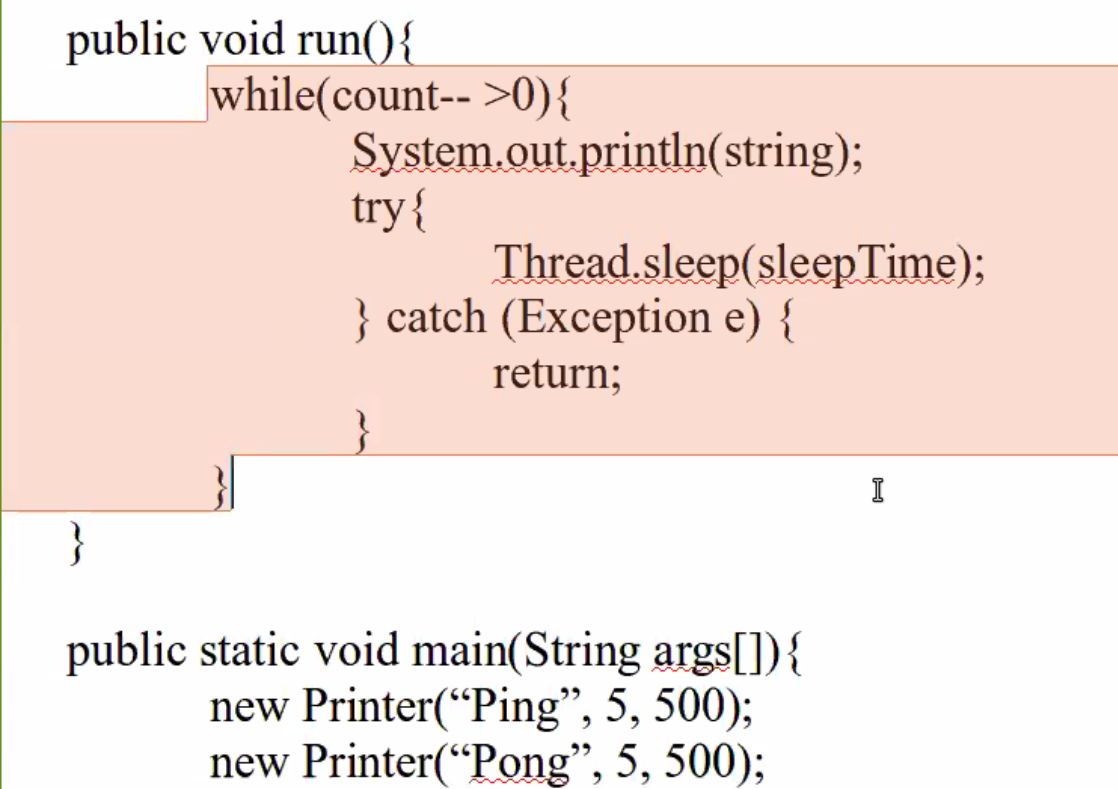 public void run(){
while(count-- >0){
System.out.println(string);
try{
Thread.sleep(sleepTime);
} catch (Exception e) {
return;
}
}
}
public static void main(String args[]){
new Printer(“Ping”, 5, 500);
new Printer(“Pong”, 5, 500);